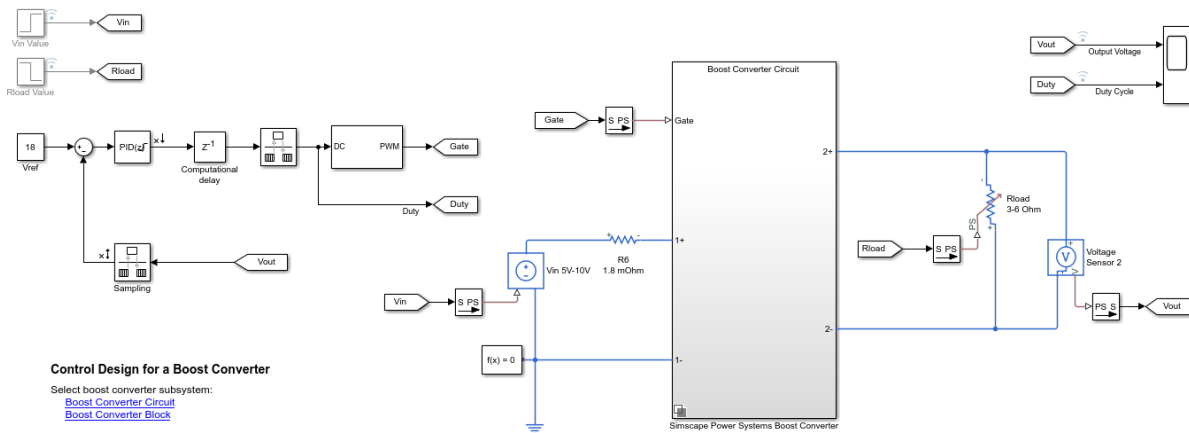 Vin
Vin Value
Rload
Rload Value
Vout
Output Voltage
Duty
Duty Cycle
Boost Converter Circuit
Gate
S PS
Gate
18
Vref
+
-
PID(z)
Z⁻¹
Computational
delay
DC
PWM
Gate
Duty
Duty
2+
-
Rload
3-6 Ohm
+
PS
Rload
S PS
+
V
V
Voltage
Sensor 2
Sampling
Vout
+
-
R6
1.8 mOhm
1+
+
-
Vin 5V-10V
Vin
S PS
PS S
Vout
2-
f(x) = 0
1-
Control Design for a Boost Converter
Select boost converter subsystem:
Boost Converter Circuit
Boost Converter Block
Simscape Power Systems Boost Converter